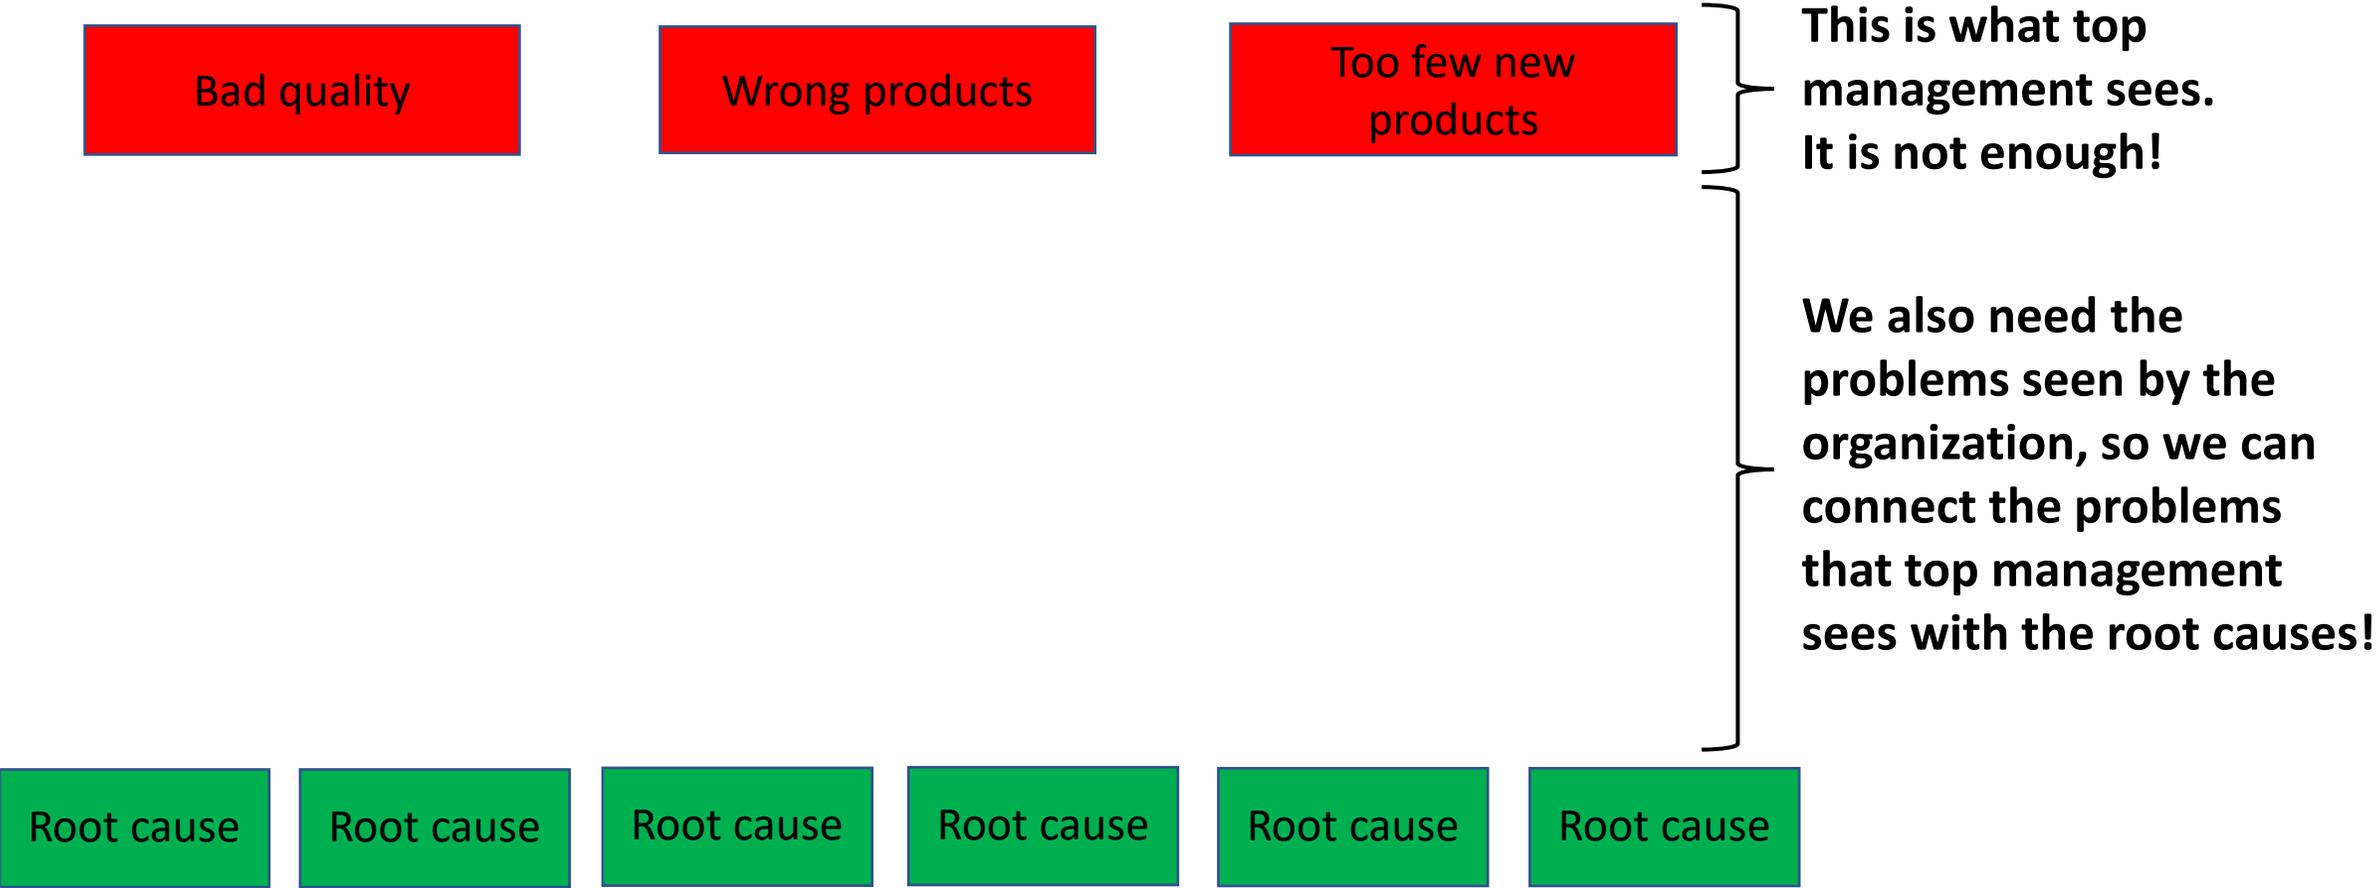 Bad quality
Wrong products
Too few new
products
This is what top
management sees.
It is not enough!
We also need the
problems seen by the
organization, so we can
connect the problems
that top management
sees with the root causes!
Root cause
Root cause
Root cause
Root cause
Root cause
Root cause